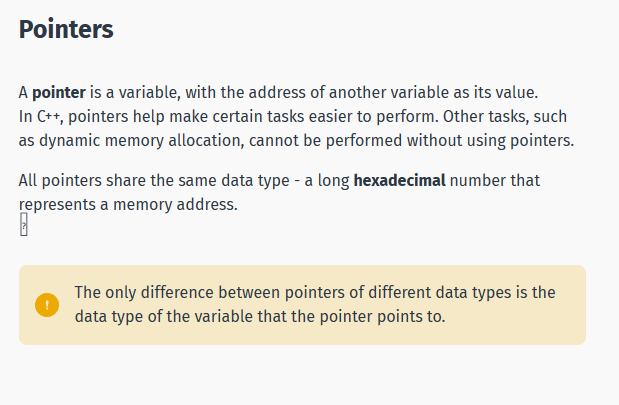 Pointers
A pointer is a variable, with the address of another variable as its value.
In C++, pointers help make certain tasks easier to perform. Other tasks, such
as dynamic memory allocation, cannot be performed without using pointers.
All pointers share the same data type - a long hexadecimal number that
represents a memory address.
?
!
The only difference between pointers of different data types is the
data type of the variable that the pointer points to.